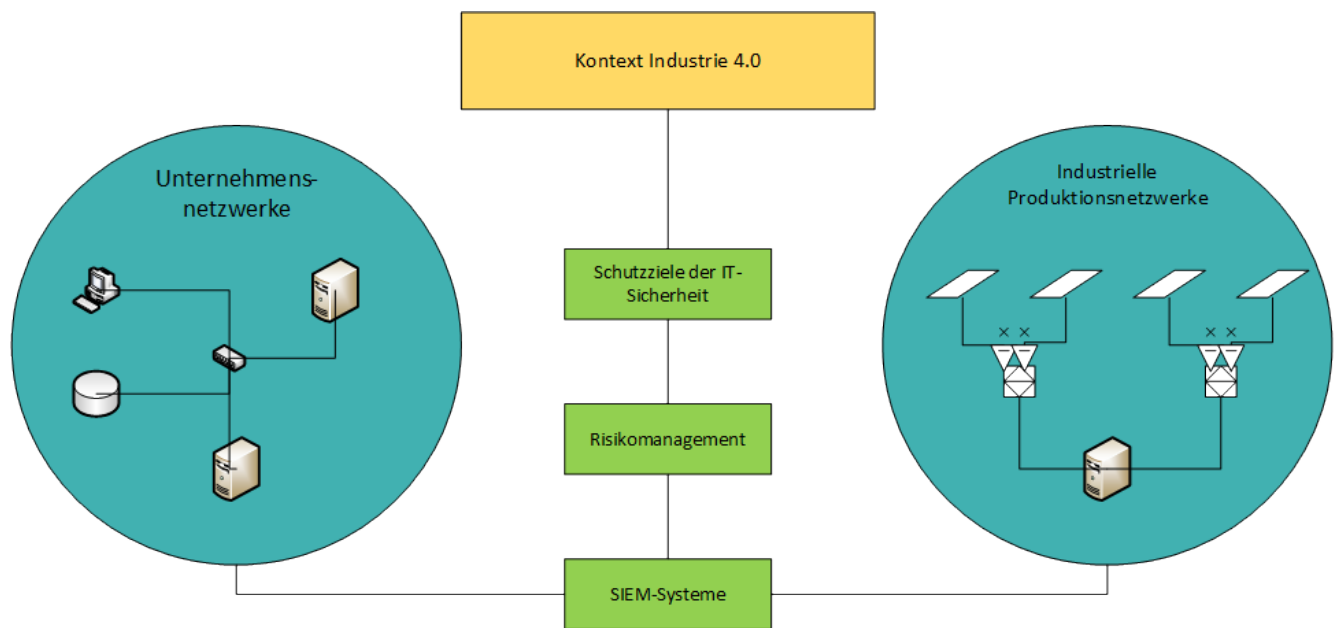 Kontext Industrie 4.0
Unternehmens-
netzwerke
Industrielle
Produktionsnetzwerke
Schutzziele der IT-
Sicherheit
Risikomanagement
SIEM-Systeme